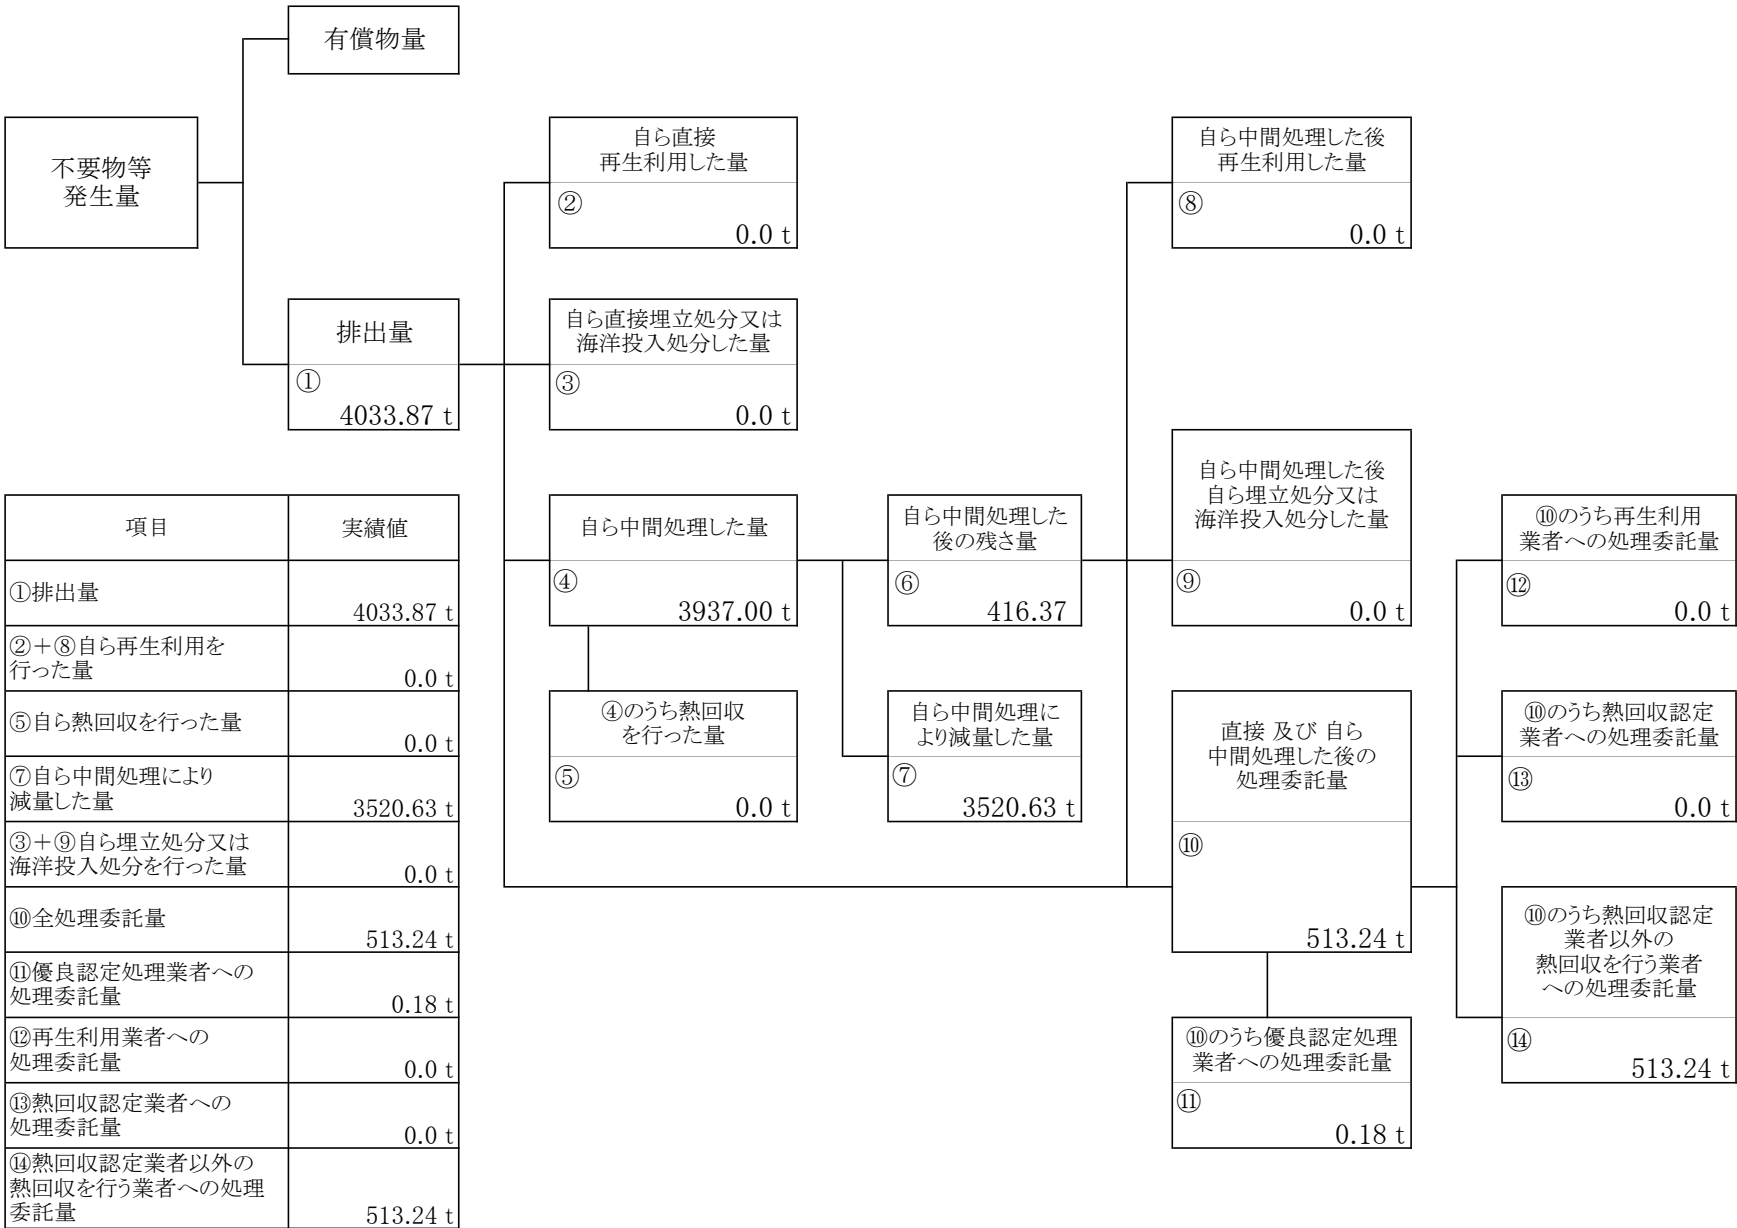 有償物量
不要物等
発生量
自ら直接
再生利用した量
②
0.0 t
自ら中間処理した後
再生利用した量
⑧
0.0 t
排出量
①
4033.87 t
自ら直接埋立処分又は
海洋投入処分した量
③
0.0 t
自ら中間処理した量
④
3937.00 t
自ら中間処理した
後の残さ量
⑥
416.37
自ら中間処理した後
自ら埋立処分又は
海洋投入処分した量
⑨
0.0 t
⑩のうち再生利用
業者への処理委託量
⑫
0.0 t
④のうち熱回収
を行った量
⑤
0.0 t
自ら中間処理に
より減量した量
⑦
3520.63 t
直接 及び 自ら
中間処理した後の
処理委託量
⑩
513.24 t
⑩のうち熱回収認定
業者への処理委託量
⑬
0.0 t
⑩のうち熱回収認定
業者以外の
熱回収を行う業者
への処理委託量
⑭
513.24 t
⑩のうち優良認定処理
業者への処理委託量
⑪
0.18 t
項目 実績値
①排出量
4033.87 t
②+⑧自ら再生利用を
行った量
0.0 t
⑤自ら熱回収を行った量
0.0 t
⑦自ら中間処理により
減量した量
3520.63 t
③+⑨自ら埋立処分又は
海洋投入処分を行った量
0.0 t
⑩全処理委託量
513.24 t
⑪優良認定処理業者への
処理委託量
0.18 t
⑫再生利用業者への
処理委託量
0.0 t
⑬熱回収認定業者への
処理委託量
0.0 t
⑭熱回収認定業者以外の
熱回収を行う業者への処理
委託量
513.24 t